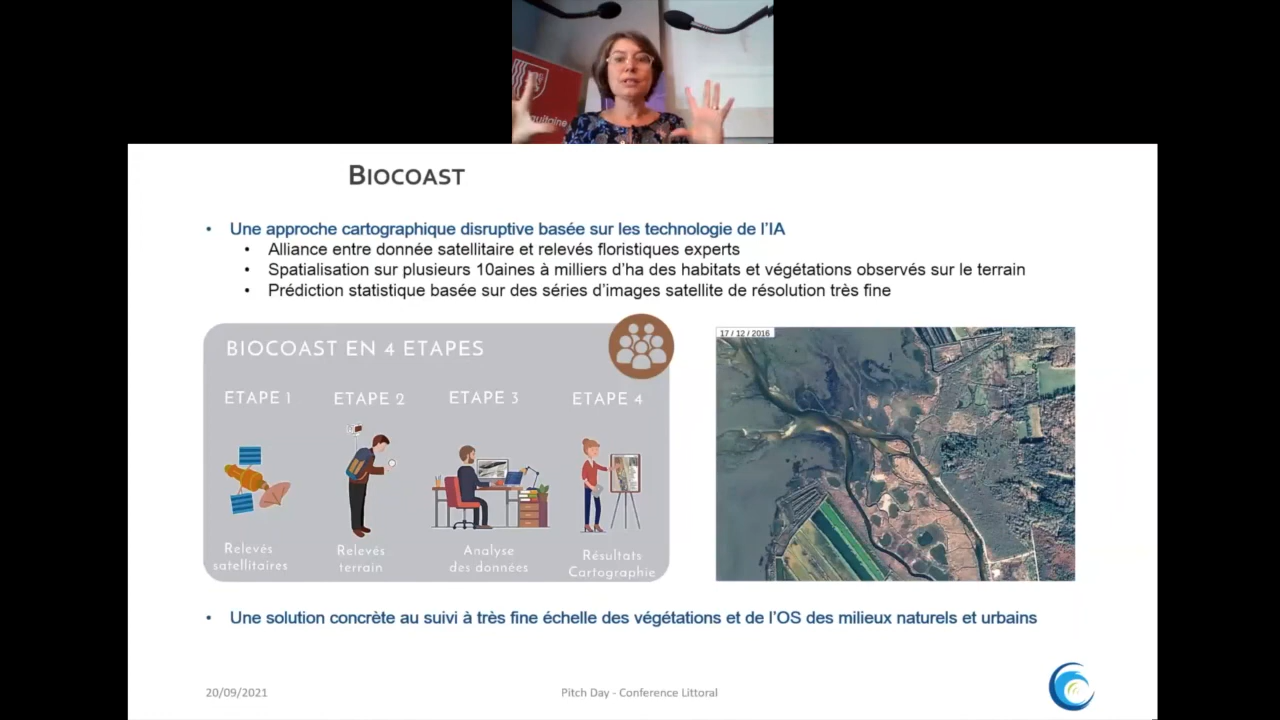 quitaine
BIOCOAST
• Une approche cartographique disruptive basée sur les technologie de l'IA
• Alliance entre donnée satellitaire et relevés floristiques experts
• Spatialisation sur plusieurs 10aines à milliers d'ha des habitats et végétations observés sur le terrain
• Prédiction statistique basée sur des séries d'images satellite de résolution très fine
BIOCOAST EN 4 ETAPES
ETAPE 1 ETAPE 2 ETAPE 3 ETAPE 4
Relevés satellitaires
Relevés terrain
Analyse des données
Résultats Cartographie
17 / 12 / 2016
• Une solution concrète au suivi à très fine échelle des végétations et de l'OS des milieux naturels et urbains
20/09/2021 Pitch Day - Conference Littoral